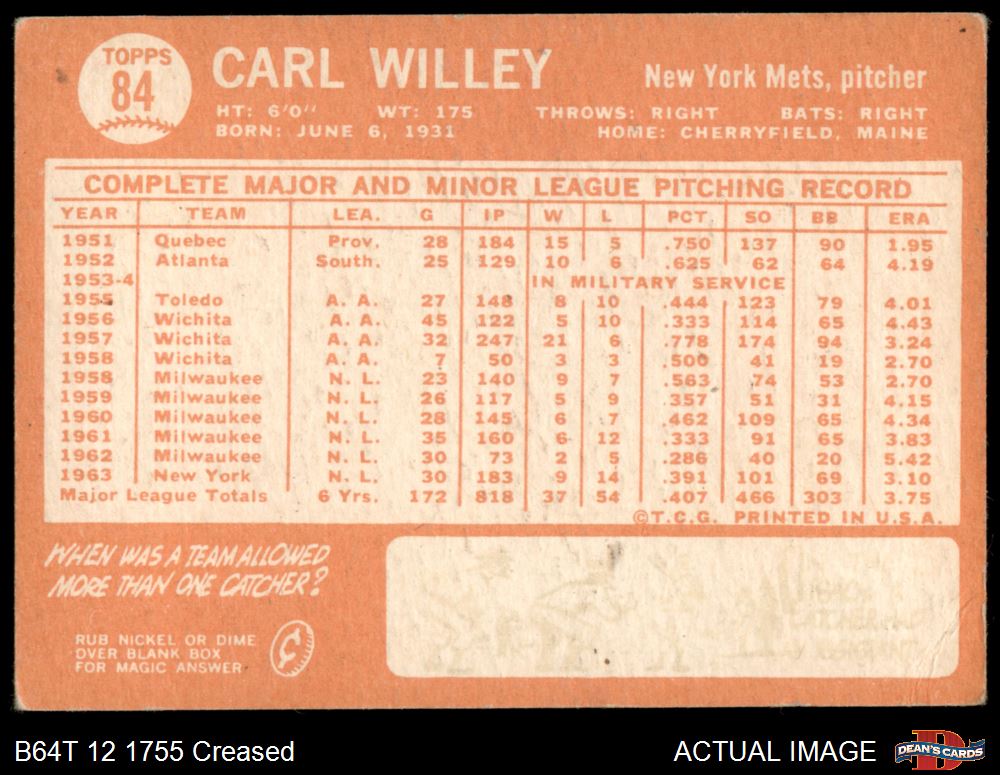 TOPPS
84
CARL WILLEY
New York Mets, pitcher
HT: 6'0" WT: 175 THROWS: RIGHT BATS: RIGHT
BORN: JUNE 6, 1931 HOME: CHERRYFIELD, MAINE
COMPLETE MAJOR AND MINOR LEAGUE PITCHING RECORD
YEAR TEAM LEA. G IP W L PCT. SO BB ERA
1951 Quebec Prov. 28 184 15 5 .750 137 90 1.95
1952 Atlanta South. 25 129 10 6 .625 62 64 4.19
1953-4 IN MILITARY SERVICE
1955 Toledo A. A. 27 148 8 10 .444 123 79 4.01
1956 Wichita A. A. 45 122 5 10 .333 114 65 4.43
1957 Wichita A. A. 32 247 21 6 .778 174 94 3.24
1958 Wichita A. A. 7 50 3 3 .500 41 19 2.70
1958 Milwaukee N. L. 23 140 9 7 .563 74 53 2.70
1959 Milwaukee N. L. 26 117 5 9 .357 51 31 4.15
1960 Milwaukee N. L. 28 145 6 7 .462 109 65 4.34
1961 Milwaukee N. L. 35 160 6 12 .333 91 65 3.83
1962 Milwaukee N. L. 30 73 2 5 .286 40 20 5.42
1963 New York N. L. 30 183 9 14 .391 101 69 3.10
Major League Totals 6 Yrs. 172 818 37 54 .407 466 303 3.75
©T.C.G. PRINTED IN U.S.A.
WHEN WAS A TEAM ALLOWED
MORE THAN ONE CATCHER?
RUB NICKEL OR DIME
OVER BLANK BOX
FOR MAGIC ANSWER
¢
B64T 12 1755 Creased
ACTUAL IMAGE
DEAN'S CARDS